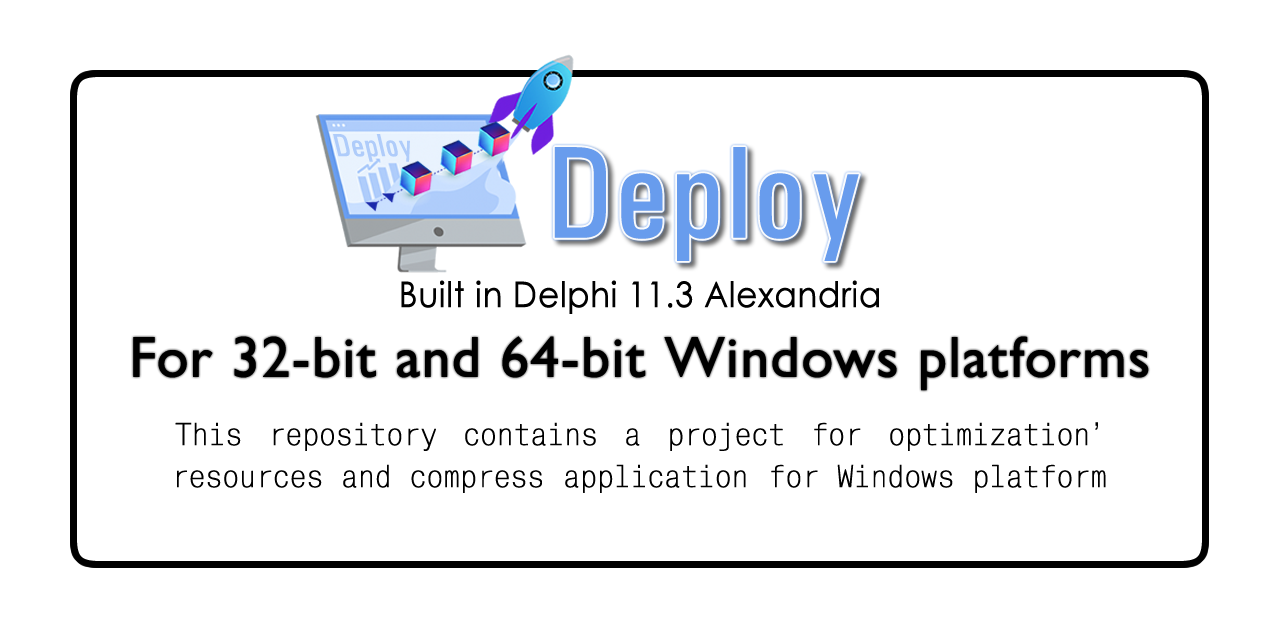 Deploy
Deploy
Built in Delphi 11.3 Alexandria
For 32-bit and 64-bit Windows platforms
This repository contains a project for optimization’
resources and compress application for Windows platform